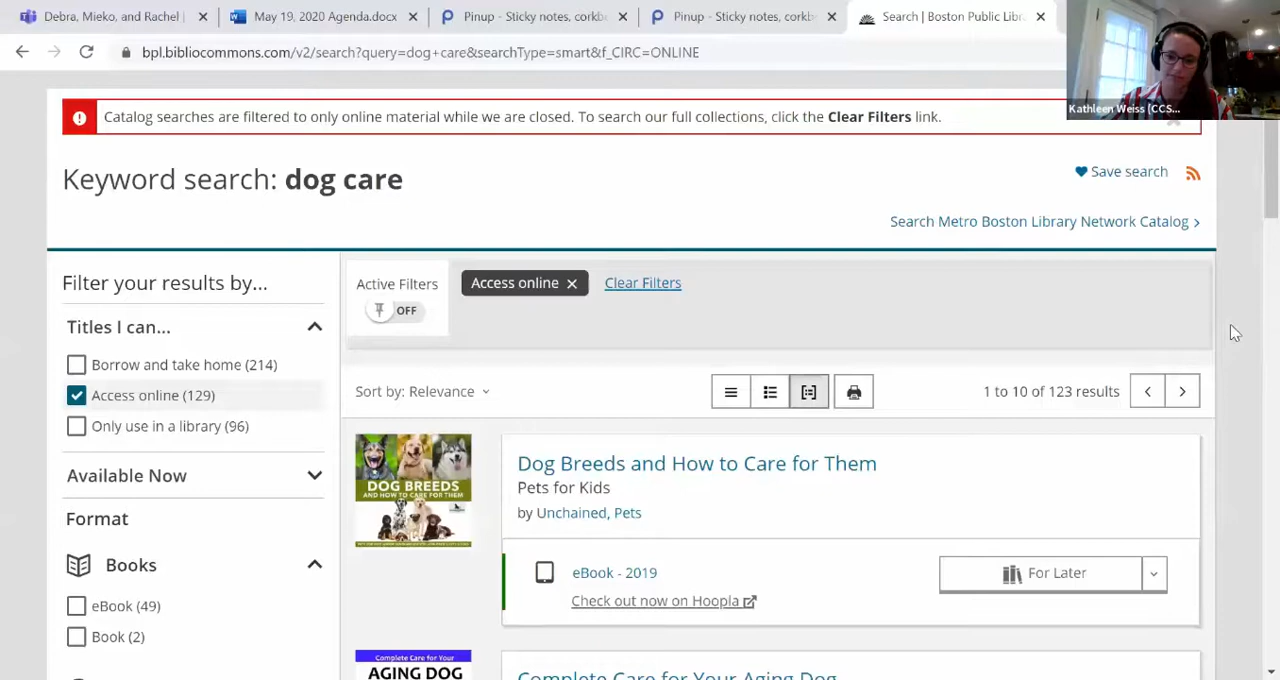 Debra, Mieko, and Rachel |
May 19, 2020 Agenda.docx
Pinup - Sticky notes, corkb
Pinup - Sticky notes, corkb
Search | Boston Public Libr
bpl.bibliocommons.com/v2/search?query=dog+care&searchType=smart&f_CIRC=ONLINE
Kathleen Weiss [CCS...
Catalog searches are filtered to only online material while we are closed. To search our full collections, click the Clear Filters link.
Keyword search: dog care
Save search
Search Metro Boston Library Network Catalog >
Filter your results by...
Active Filters
OFF
Access online ×
Clear Filters
Titles I can...
Borrow and take home (214)
Access online (129)
Only use in a library (96)
Available Now
Format
Books
eBook (49)
Book (2)
Sort by: Relevance
1 to 10 of 123 results
DOG BREEDS
AND HOW TO CARE FOR THEM
Dog Breeds and How to Care for Them
Pets for Kids
by Unchained, Pets
eBook - 2019
For Later
Check out now on Hoopla
Complete Care for Your
AGING DOG
Complete Care for Your Aging Dog